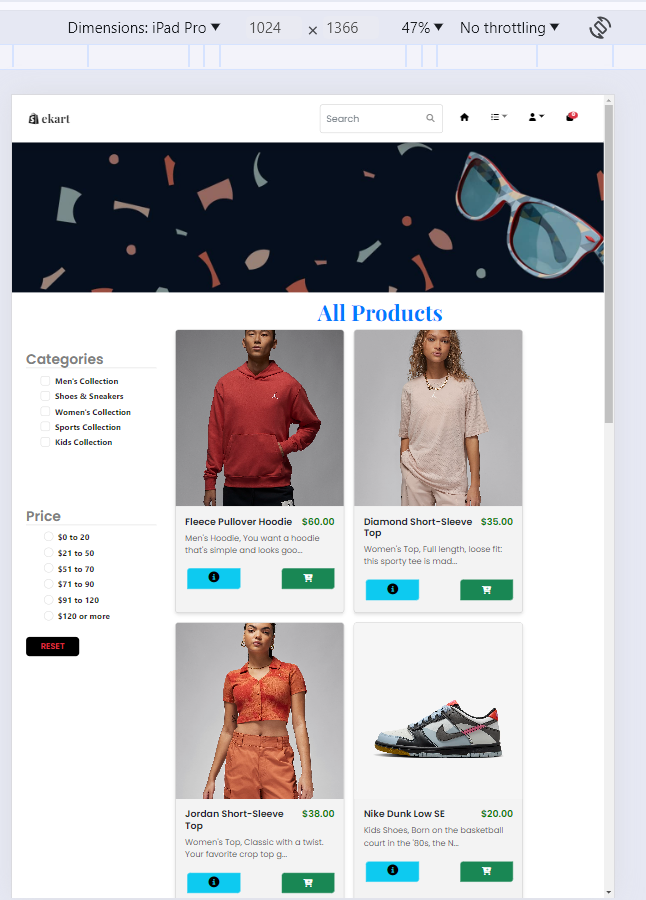 Dimensions: iPad Pro ▼ 1024 × 1366 47% ▼ No throttling ▼
ekart
Search
0
All Products
Categories
Men's Collection
Shoes & Sneakers
Women's Collection
Sports Collection
Kids Collection
Price
$0 to 20
$21 to 50
$51 to 70
$71 to 90
$91 to 120
$120 or more
RESET
Fleece Pullover Hoodie $60.00
Men's Hoodie, You want a hoodie
that's simple and looks goo...
Diamond Short-Sleeve $35.00
Top
Women's Top, Full length, loose fit:
this sporty tee is mad...
Jordan Short-Sleeve $38.00
Top
Women's Top, Classic with a twist.
Your favorite crop top g...
Nike Dunk Low SE $20.00
Kids Shoes, Born on the basketball
court in the '80s, the N...